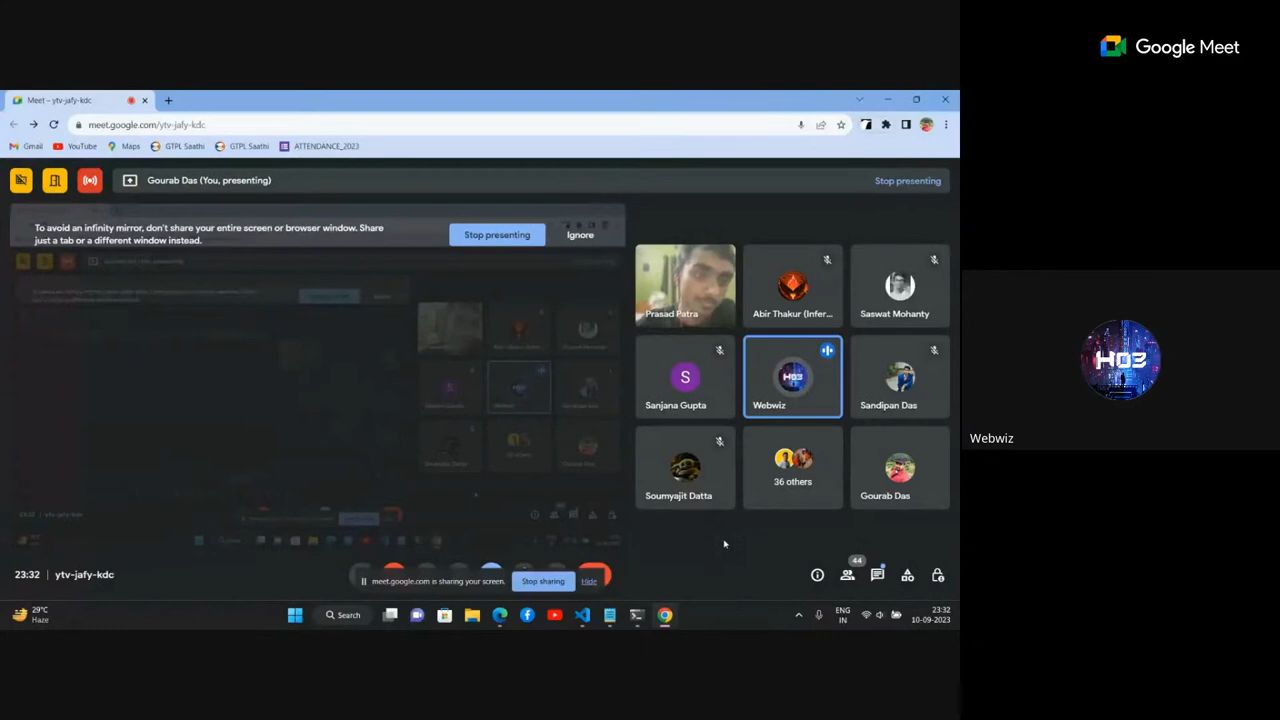 Google Meet
Meet – ytv-jafy-kdc
meet.google.com/ytv-jafy-kdc
Gmail YouTube Maps GTPL Saathi GTPL Saathi ATTENDANCE_2023
Gourab Das (You, presenting) Stop presenting
To avoid an infinity mirror, don't share your entire screen or browser window. Share
just a tab or a different window instead.
Stop presenting Ignore
Prasad Patra Abir Thakur (Infer... Saswat Mohanty
S
H03
Sanjana Gupta Webwiz Sandipan Das
36 others
Soumyajit Datta Gourab Das
H03
Webwiz
44
23:32 | ytv-jafy-kdc
meet.google.com is sharing your screen. Stop sharing Hide
29°C
Haze
Search
ENG
IN
23:32
10-09-2023